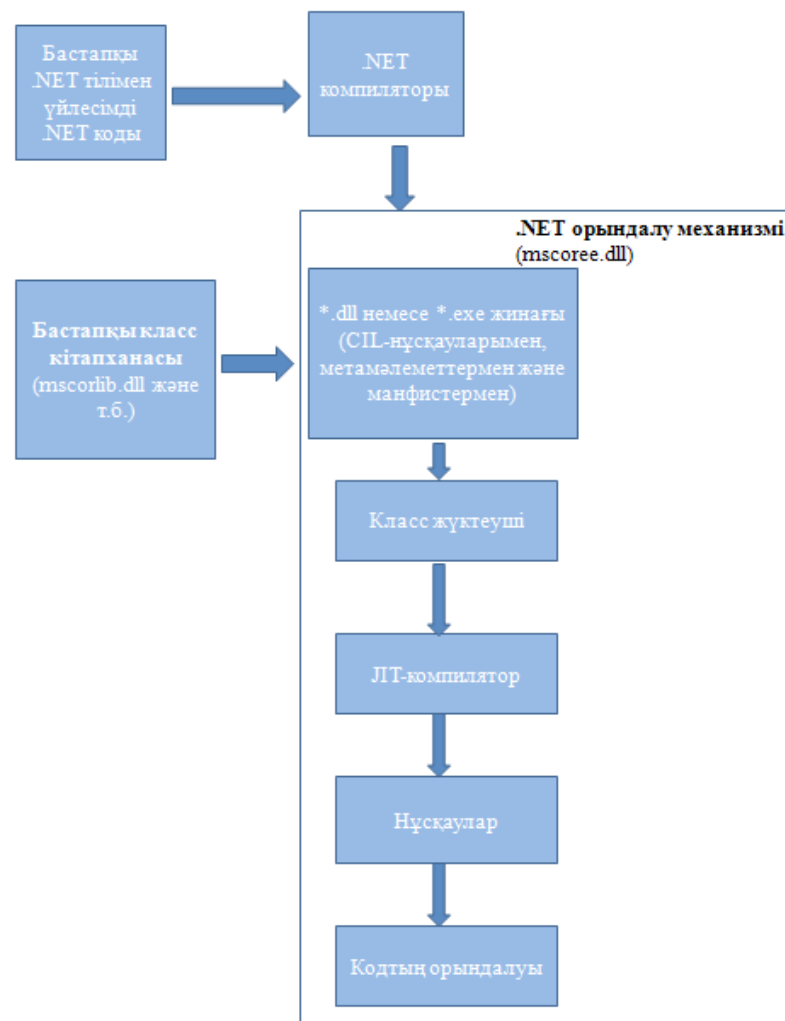 Бастапқы
.NET тілімен
үйлесімді
.NET коды
.NET
компиляторы
.NET орындалу механизмі
(mscoree.dll)
Бастапқы класс
кітапханасы
(mscorlib.dll және
т.б.)
*.dll немесе *.exe жинағы
(CIL-нұсқауларымен,
метамәлеметтермен және
манфистермен)
Класс жүктеуші
ЛТ-компилятор
Нұсқаулар
Кодтың орындалуы